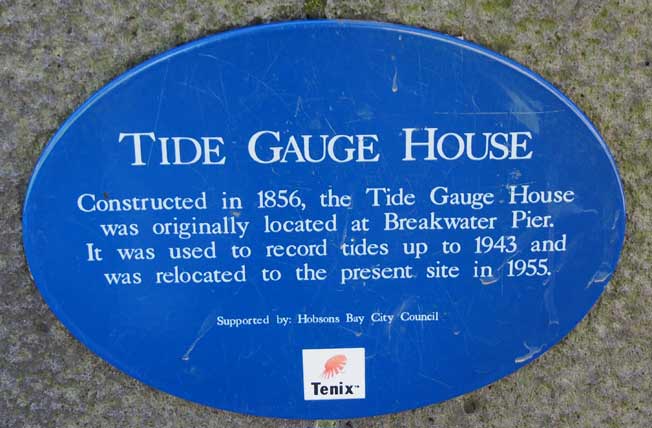 TIDE GAUGE HOUSE
Constructed in 1856, the Tide Gauge House
was originally located at Breakwater Pier.
It was used to record tides up to 1943 and
was relocated to the present site in 1955.
Supported by: Hobsons Bay City Council
Tenix™